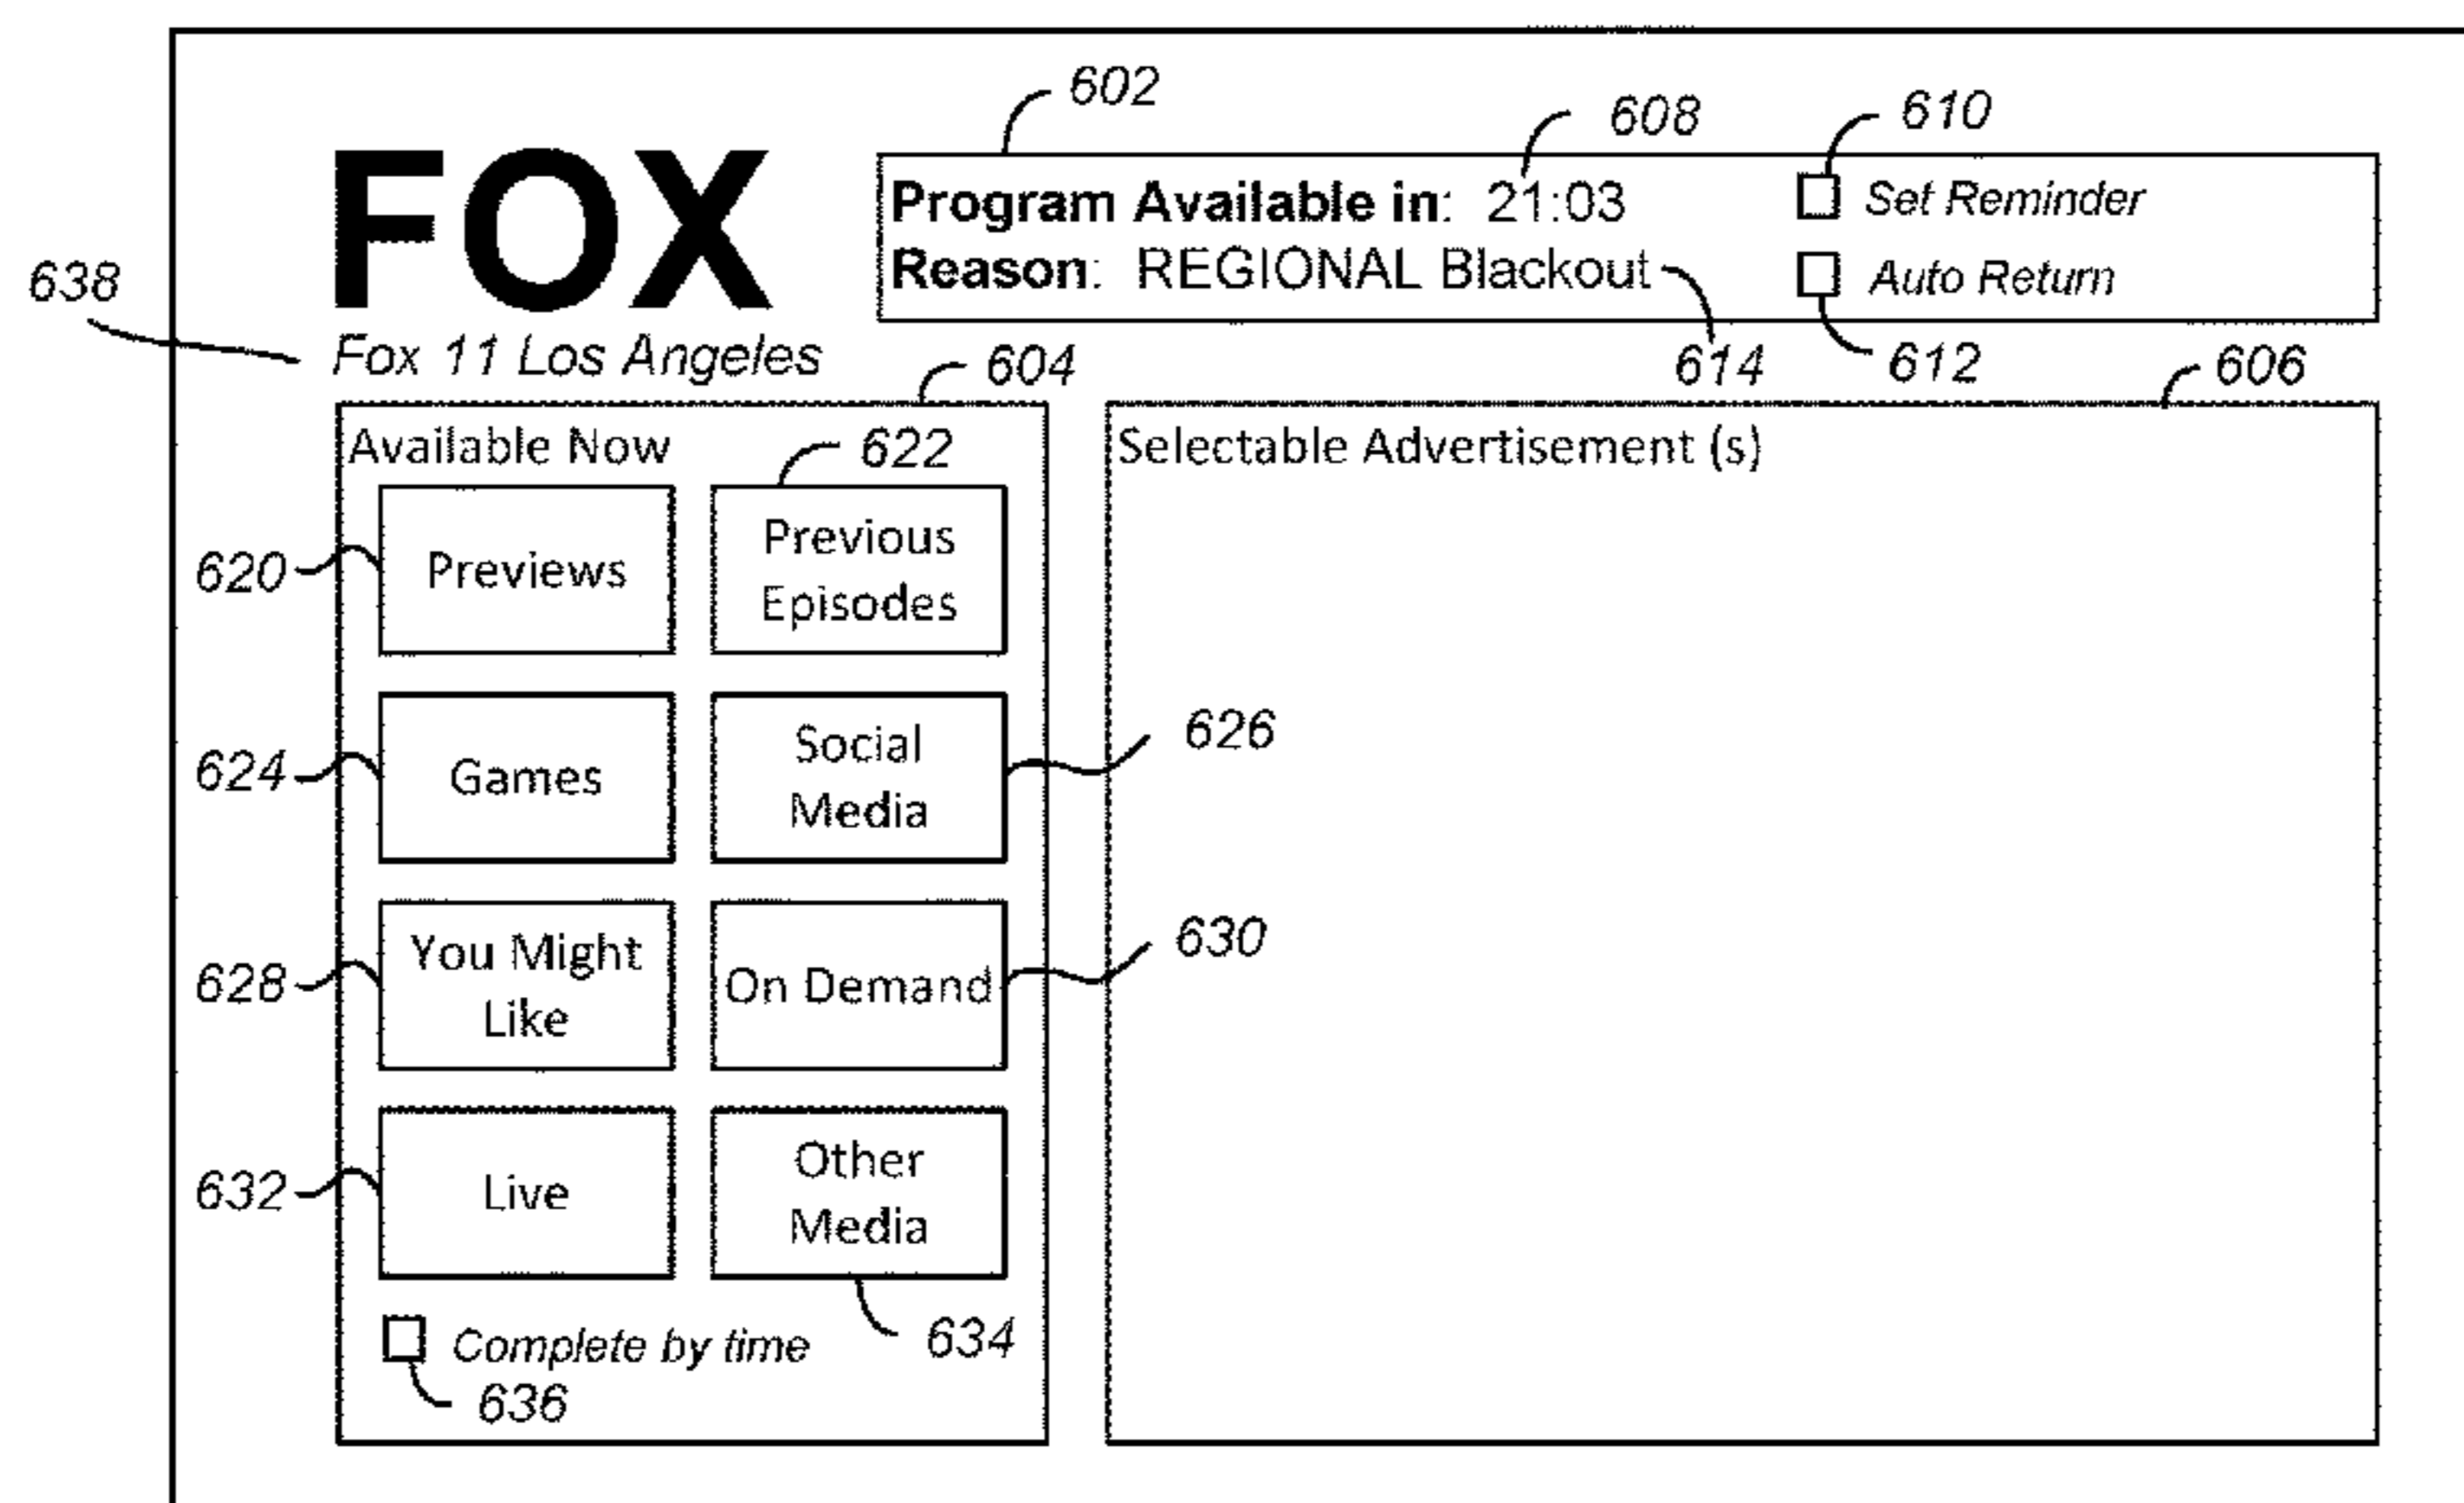 602
608
610
FOX
Program Available in: 21:03
Set Reminder
Reason: REGIONAL Blackout
Auto Return
638
Fox 11 Los Angeles
604
614
612
606
Available Now
622
Selectable Advertisement (s)
620
Previews
Previous
Episodes
624
Games
Social
Media
626
628
You Might
Like
On Demand
630
632
Live
Other
Media
Complete by time
634
636